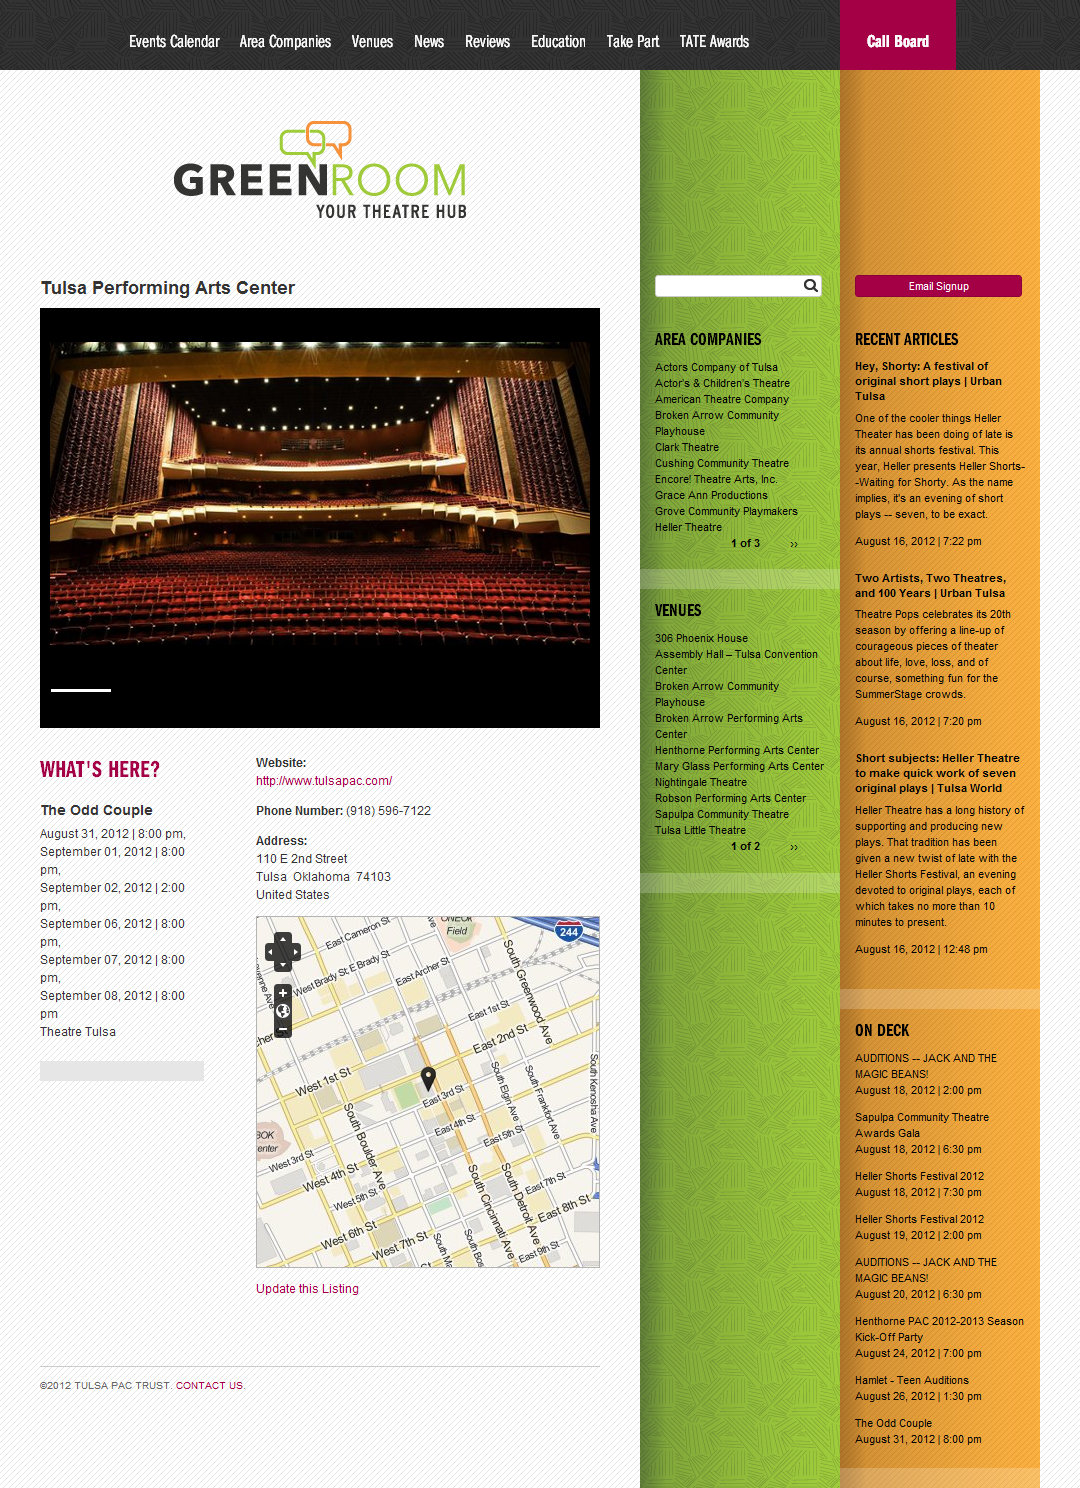 Events Calendar Area Companies Venues News Reviews Education Take Part TATE Awards Call Board
GREENROOM
YOUR THEATRE HUB
Tulsa Performing Arts Center
WHAT'S HERE?
The Odd Couple
August 31, 2012 | 8:00 pm,
September 01, 2012 | 8:00
pm,
September 02, 2012 | 2:00
pm,
September 06, 2012 | 8:00
pm,
September 07, 2012 | 8:00
pm,
September 08, 2012 | 8:00
pm
Theatre Tulsa
Website:
http://www.tulsapac.com/
Phone Number: (918) 596-7122
Address:
110 E 2nd Street
Tulsa Oklahoma 74103
United States
ONEOK
Field
244
East Cameron St
West Brady St
E Brady St
East Archer St
South Greenwood Ave
East 1st St
East 2nd St
West 1st St
East 3rd St
South Elgin Ave
South Frankfort Ave
South Kenosha Ave
East 4th St
East 5th St
South Boulder Ave
BOK
enter
West 3rd St
West 4th St
West 5th St
West 6th St
West 7th St
South Cincinnati Ave
South Detroit Ave
East 7th St
East 8th St
East 9th St
Update this Listing
©2012 TULSA PAC TRUST. CONTACT US.
AREA COMPANIES
Actors Company of Tulsa
Actor's & Children's Theatre
American Theatre Company
Broken Arrow Community
Playhouse
Clark Theatre
Cushing Community Theatre
Encore! Theatre Arts, Inc.
Grace Ann Productions
Grove Community Playmakers
Heller Theatre
1 of 3 ››
VENUES
306 Phoenix House
Assembly Hall – Tulsa Convention
Center
Broken Arrow Community
Playhouse
Broken Arrow Performing Arts
Center
Henthorne Performing Arts Center
Mary Glass Performing Arts Center
Nightingale Theatre
Robson Performing Arts Center
Sapulpa Community Theatre
Tulsa Little Theatre
1 of 2 ››
Email Signup
RECENT ARTICLES
Hey, Shorty: A festival of
original short plays | Urban
Tulsa
One of the cooler things Heller
Theater has been doing of late is
its annual shorts festival. This
year, Heller presents Heller Shorts-
-Waiting for Shorty. As the name
implies, it's an evening of short
plays -- seven, to be exact.
August 16, 2012 | 7:22 pm
Two Artists, Two Theatres,
and 100 Years | Urban Tulsa
Theatre Pops celebrates its 20th
season by offering a line-up of
courageous pieces of theater
about life, love, loss, and of
course, something fun for the
SummerStage crowds.
August 16, 2012 | 7:20 pm
Short subjects: Heller Theatre
to make quick work of seven
original plays | Tulsa World
Heller Theatre has a long history of
supporting and producing new
plays. That tradition has been
given a new twist of late with the
Heller Shorts Festival, an evening
devoted to original plays, each of
which takes no more than 10
minutes to present.
August 16, 2012 | 12:48 pm
ON DECK
AUDITIONS -- JACK AND THE
MAGIC BEANS!
August 18, 2012 | 2:00 pm
Sapulpa Community Theatre
Awards Gala
August 18, 2012 | 6:30 pm
Heller Shorts Festival 2012
August 18, 2012 | 7:30 pm
Heller Shorts Festival 2012
August 19, 2012 | 2:00 pm
AUDITIONS -- JACK AND THE
MAGIC BEANS!
August 20, 2012 | 6:30 pm
Henthorne PAC 2012-2013 Season
Kick-Off Party
August 24, 2012 | 7:00 pm
Hamlet - Teen Auditions
August 26, 2012 | 1:30 pm
The Odd Couple
August 31, 2012 | 8:00 pm